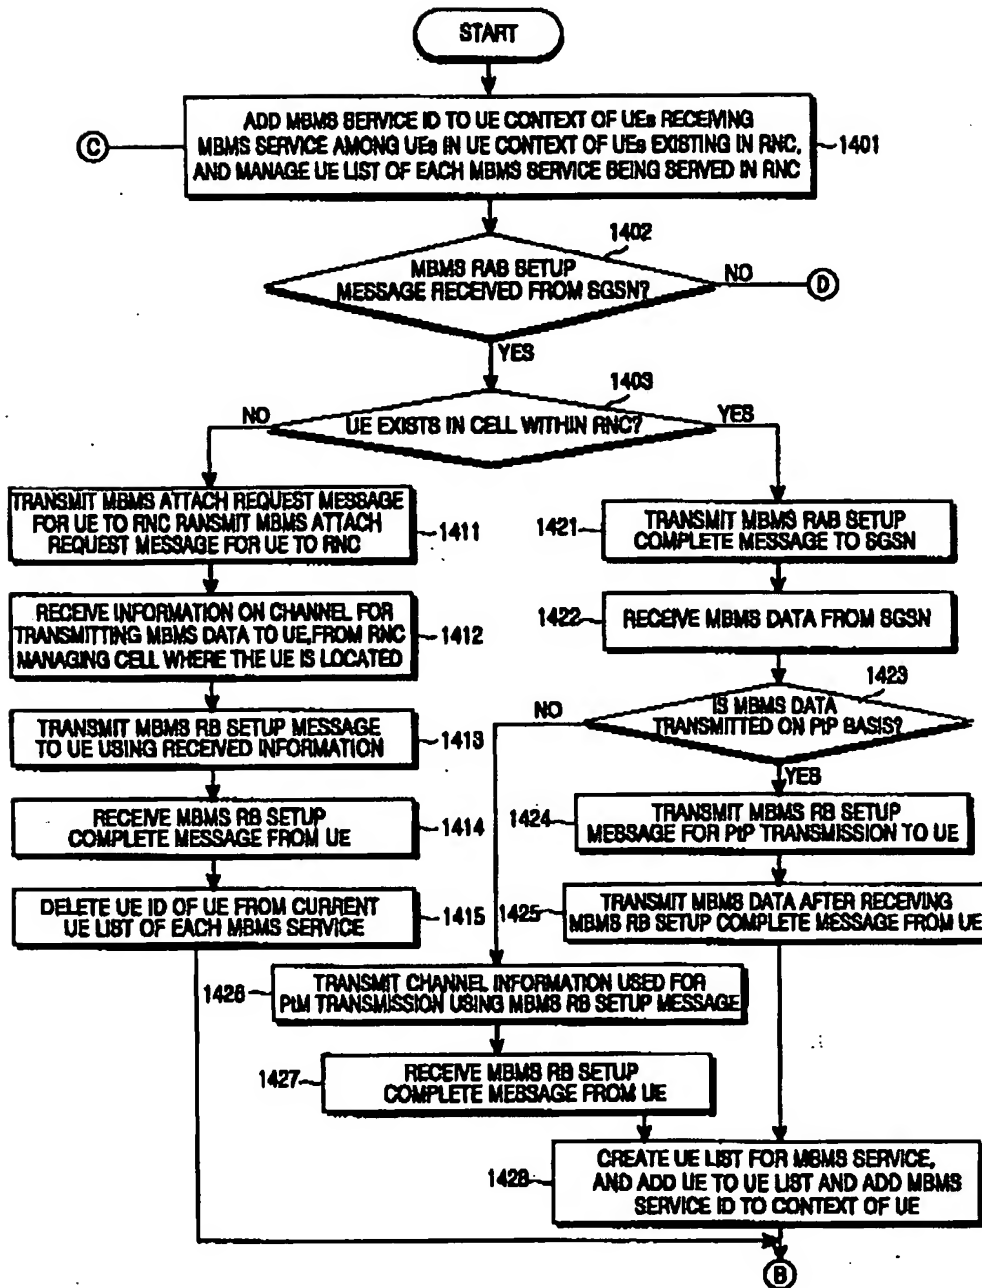 START
ADD MBMS SERVICE ID TO UE CONTEXT OF UEs RECEIVING
MBMS SERVICE AMONG UEs IN UE CONTEXT OF UEs EXISTING IN RNC,
AND MANAGE UE LIST OF EACH MBMS SERVICE BEING SERVED IN RNC
C
1401
1402
MBMS RAB SETUP
MESSAGE RECEIVED FROM SGSN?
NO
D
YES
1403
NO
UE EXISTS IN CELL WITHIN RNC?
YES
TRANSMIT MBMS ATTACH REQUEST MESSAGE
FOR UE TO RNC RANSMIT MBMS ATTACH
REQUEST MESSAGE FOR UE TO RNC
1411
1421
TRANSMIT MBMS RAB SETUP
COMPLETE MESSAGE TO SGSN
RECEIVE INFORMATION ON CHANNEL FOR
TRANSMITTING MBMS DATA TO UE, FROM RNC
MANAGING CELL WHERE THE UE IS LOCATED
1412
1422
RECEIVE MBMS DATA FROM SGSN
1423
NO
IS MBMS DATA
TRANSMITTED ON PtP BASIS?
YES
TRANSMIT MBMS RB SETUP MESSAGE
TO UE USING RECEIVED INFORMATION
1413
1424
TRANSMIT MBMS RB SETUP
MESSAGE FOR PtP TRANSMISSION TO UE
RECEIVE MBMS RB SETUP
COMPLETE MESSAGE FROM UE
1414
1425
TRANSMIT MBMS DATA AFTER RECEIVING
MBMS RB SETUP COMPLETE MESSAGE FROM UE
DELETE UE ID OF UE FROM CURRENT
UE LIST OF EACH MBMS SERVICE
1415
1426
TRANSMIT CHANNEL INFORMATION USED FOR
PtM TRANSMISSION USING MBMS RB SETUP MESSAGE
1427
RECEIVE MBMS RB SETUP
COMPLETE MESSAGE FROM UE
1428
CREATE UE LIST FOR MBMS SERVICE,
AND ADD UE TO UE LIST AND ADD MBMS
SERVICE ID TO CONTEXT OF UE
B